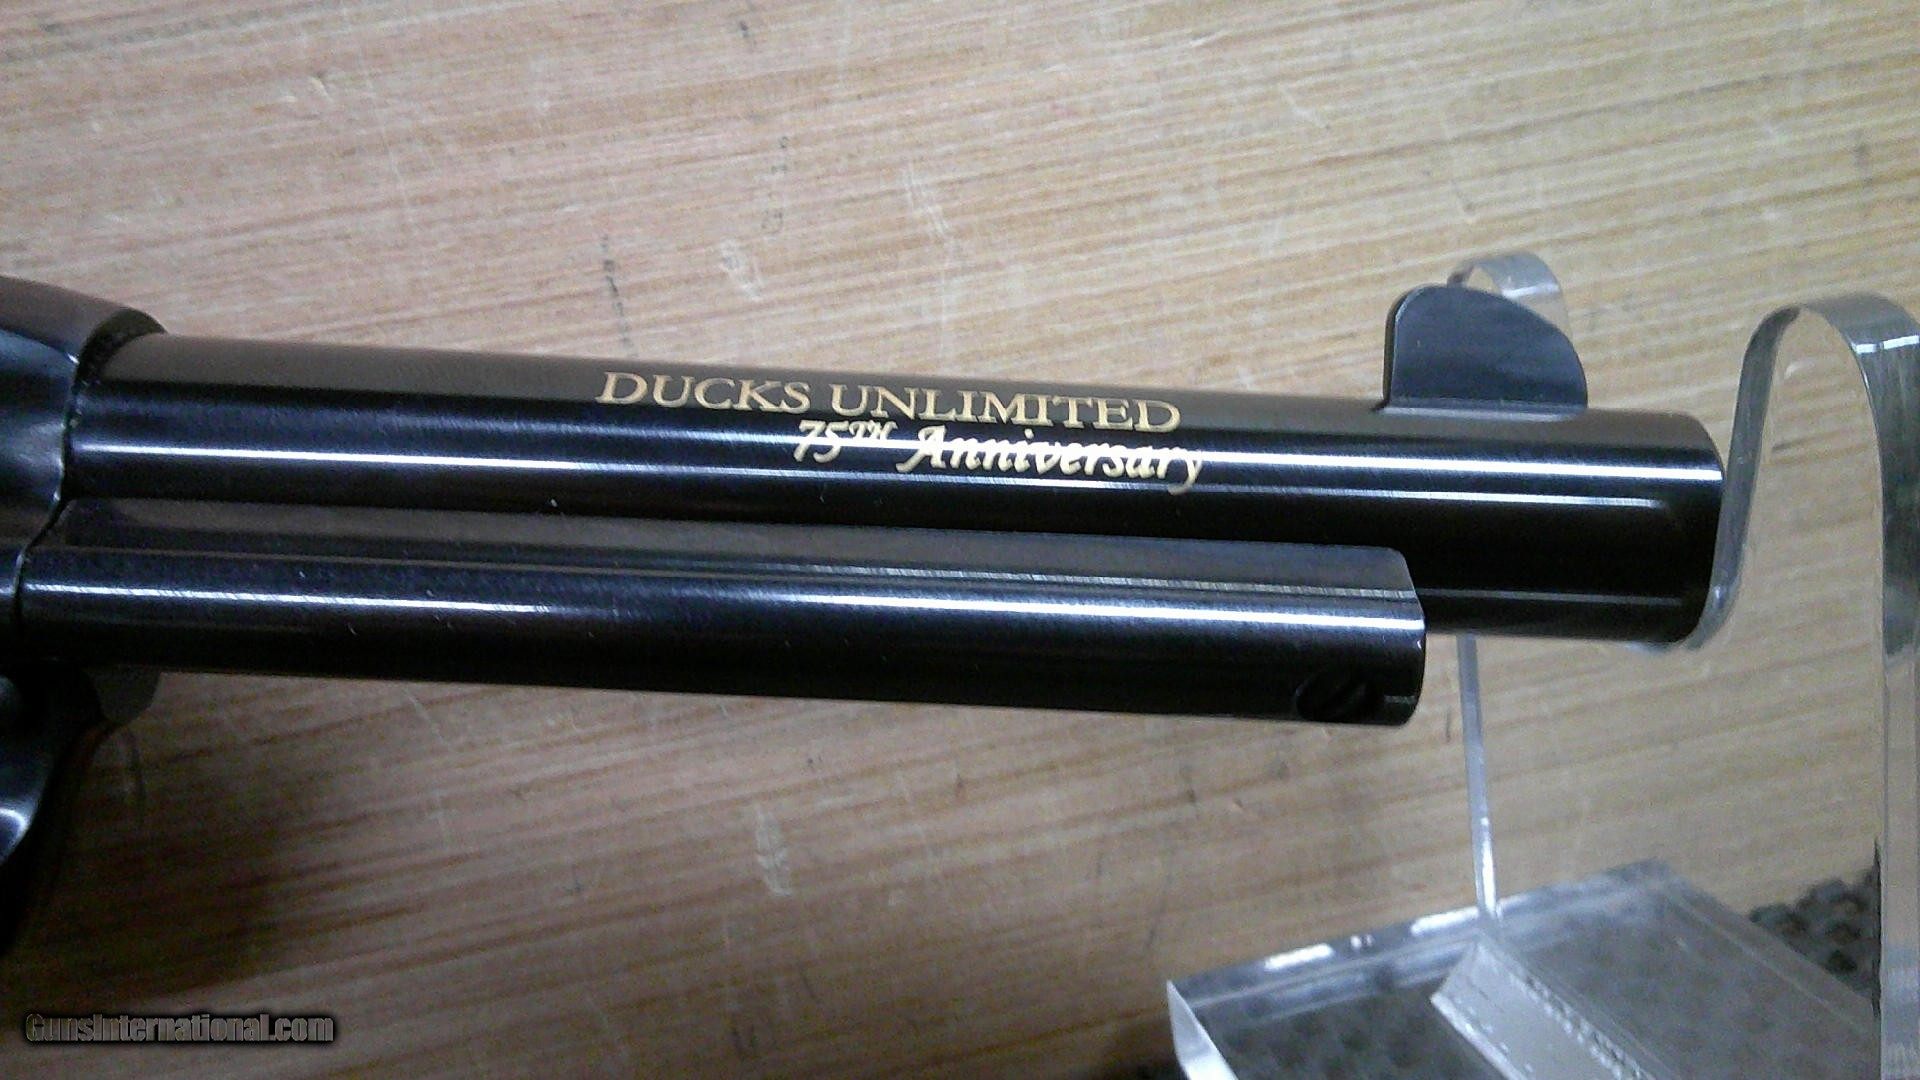 DUCKS UNLIMITED
75TH Anniversary
GunsInternational.com